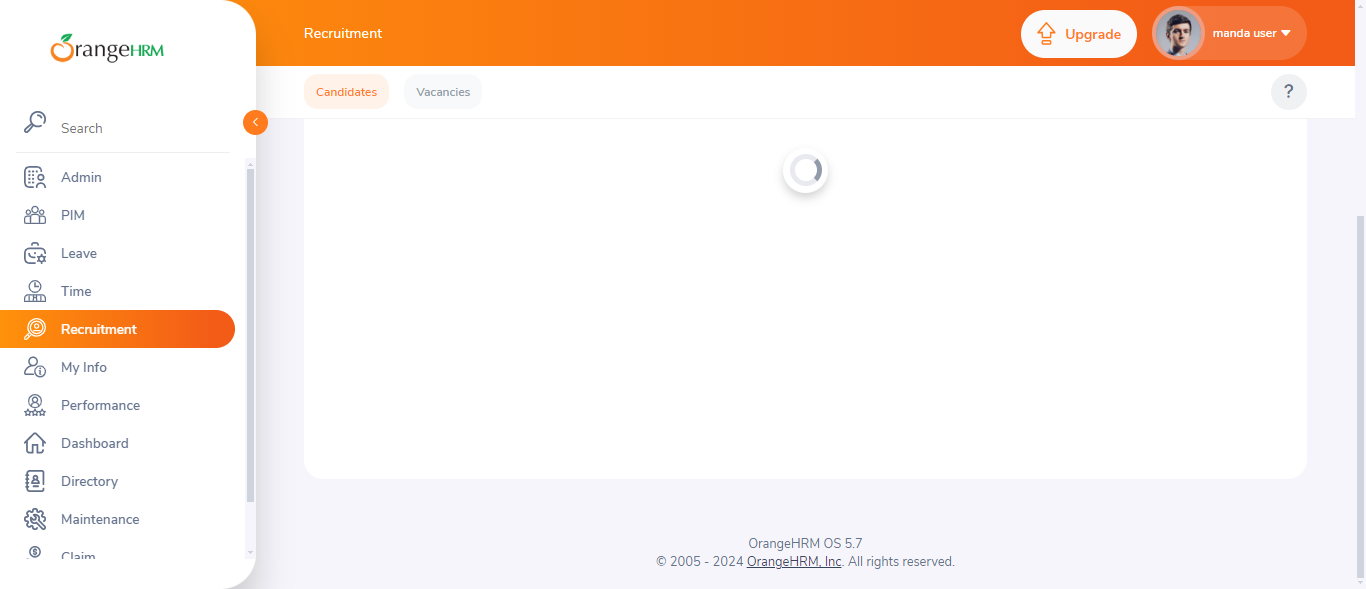 OrangeHRM
Search
Admin
PIM
Leave
Time
Recruitment
My Info
Performance
Dashboard
Directory
Maintenance
Claim
Recruitment
Upgrade
manda user
Candidates
Vacancies
?
OrangeHRM OS 5.7
© 2005 - 2024 OrangeHRM, Inc. All rights reserved.